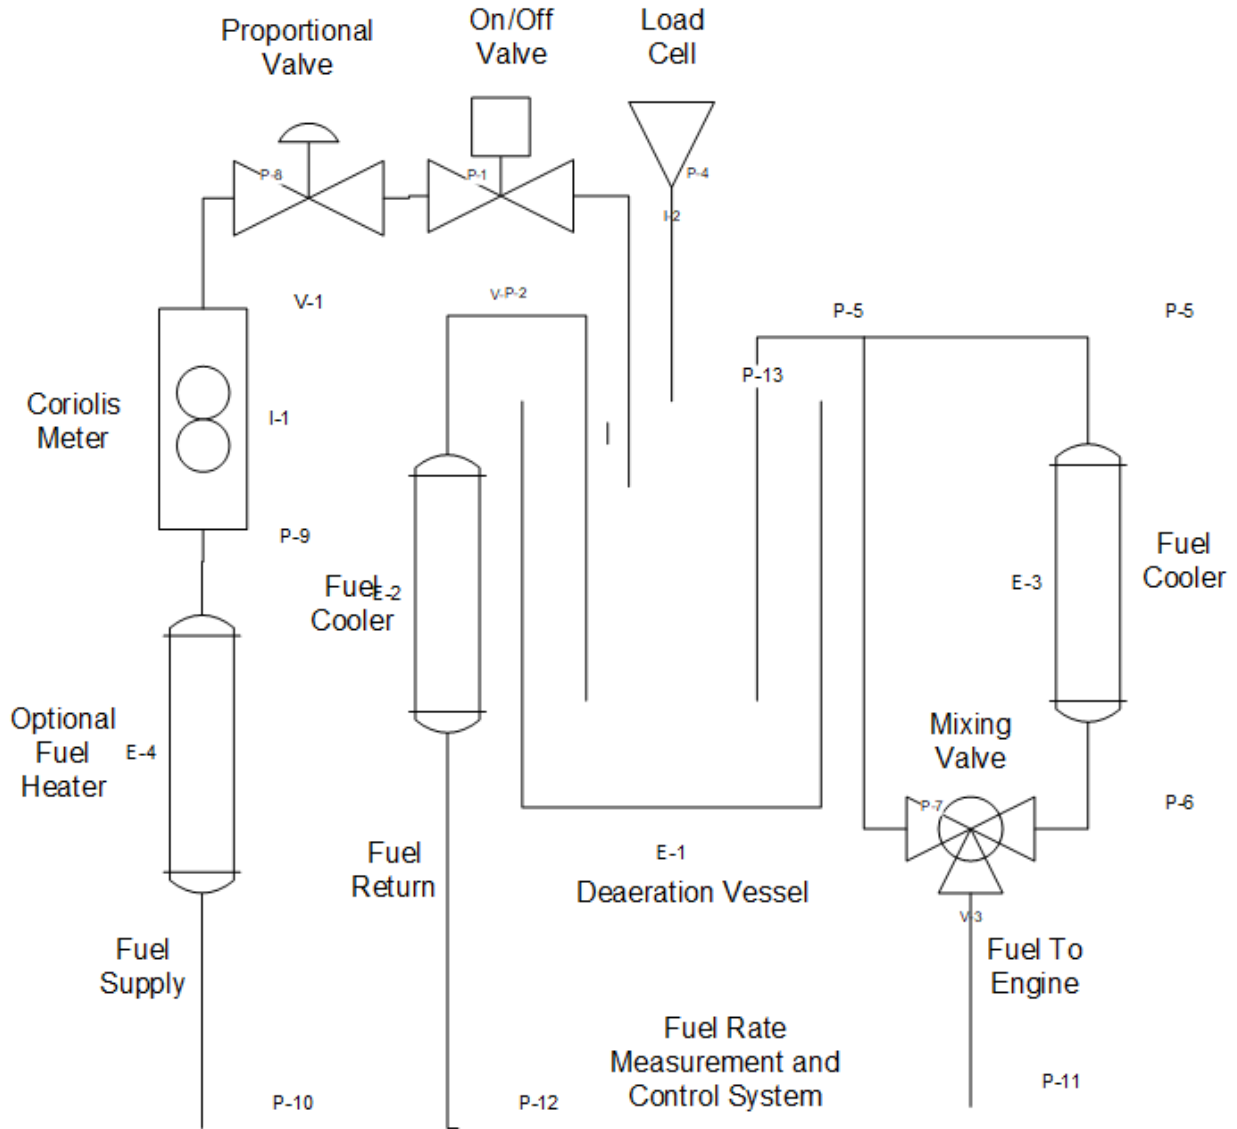 Proportional
Valve
On/Off
Valve
Load
Cell
P-8
P-1
P-4
I-2
V-1
V-P-2
P-5
P-5
P-13
Coriolis
Meter
I-1
P-9
Fuel
Cooler
E-2
E-3
Fuel
Cooler
Optional
Fuel
Heater
E-4
Mixing
Valve
P-7
P-6
Fuel
Return
E-1
Deaeration Vessel
V-3
Fuel
Supply
Fuel To
Engine
Fuel Rate
Measurement and
Control System
P-10
P-12
P-11